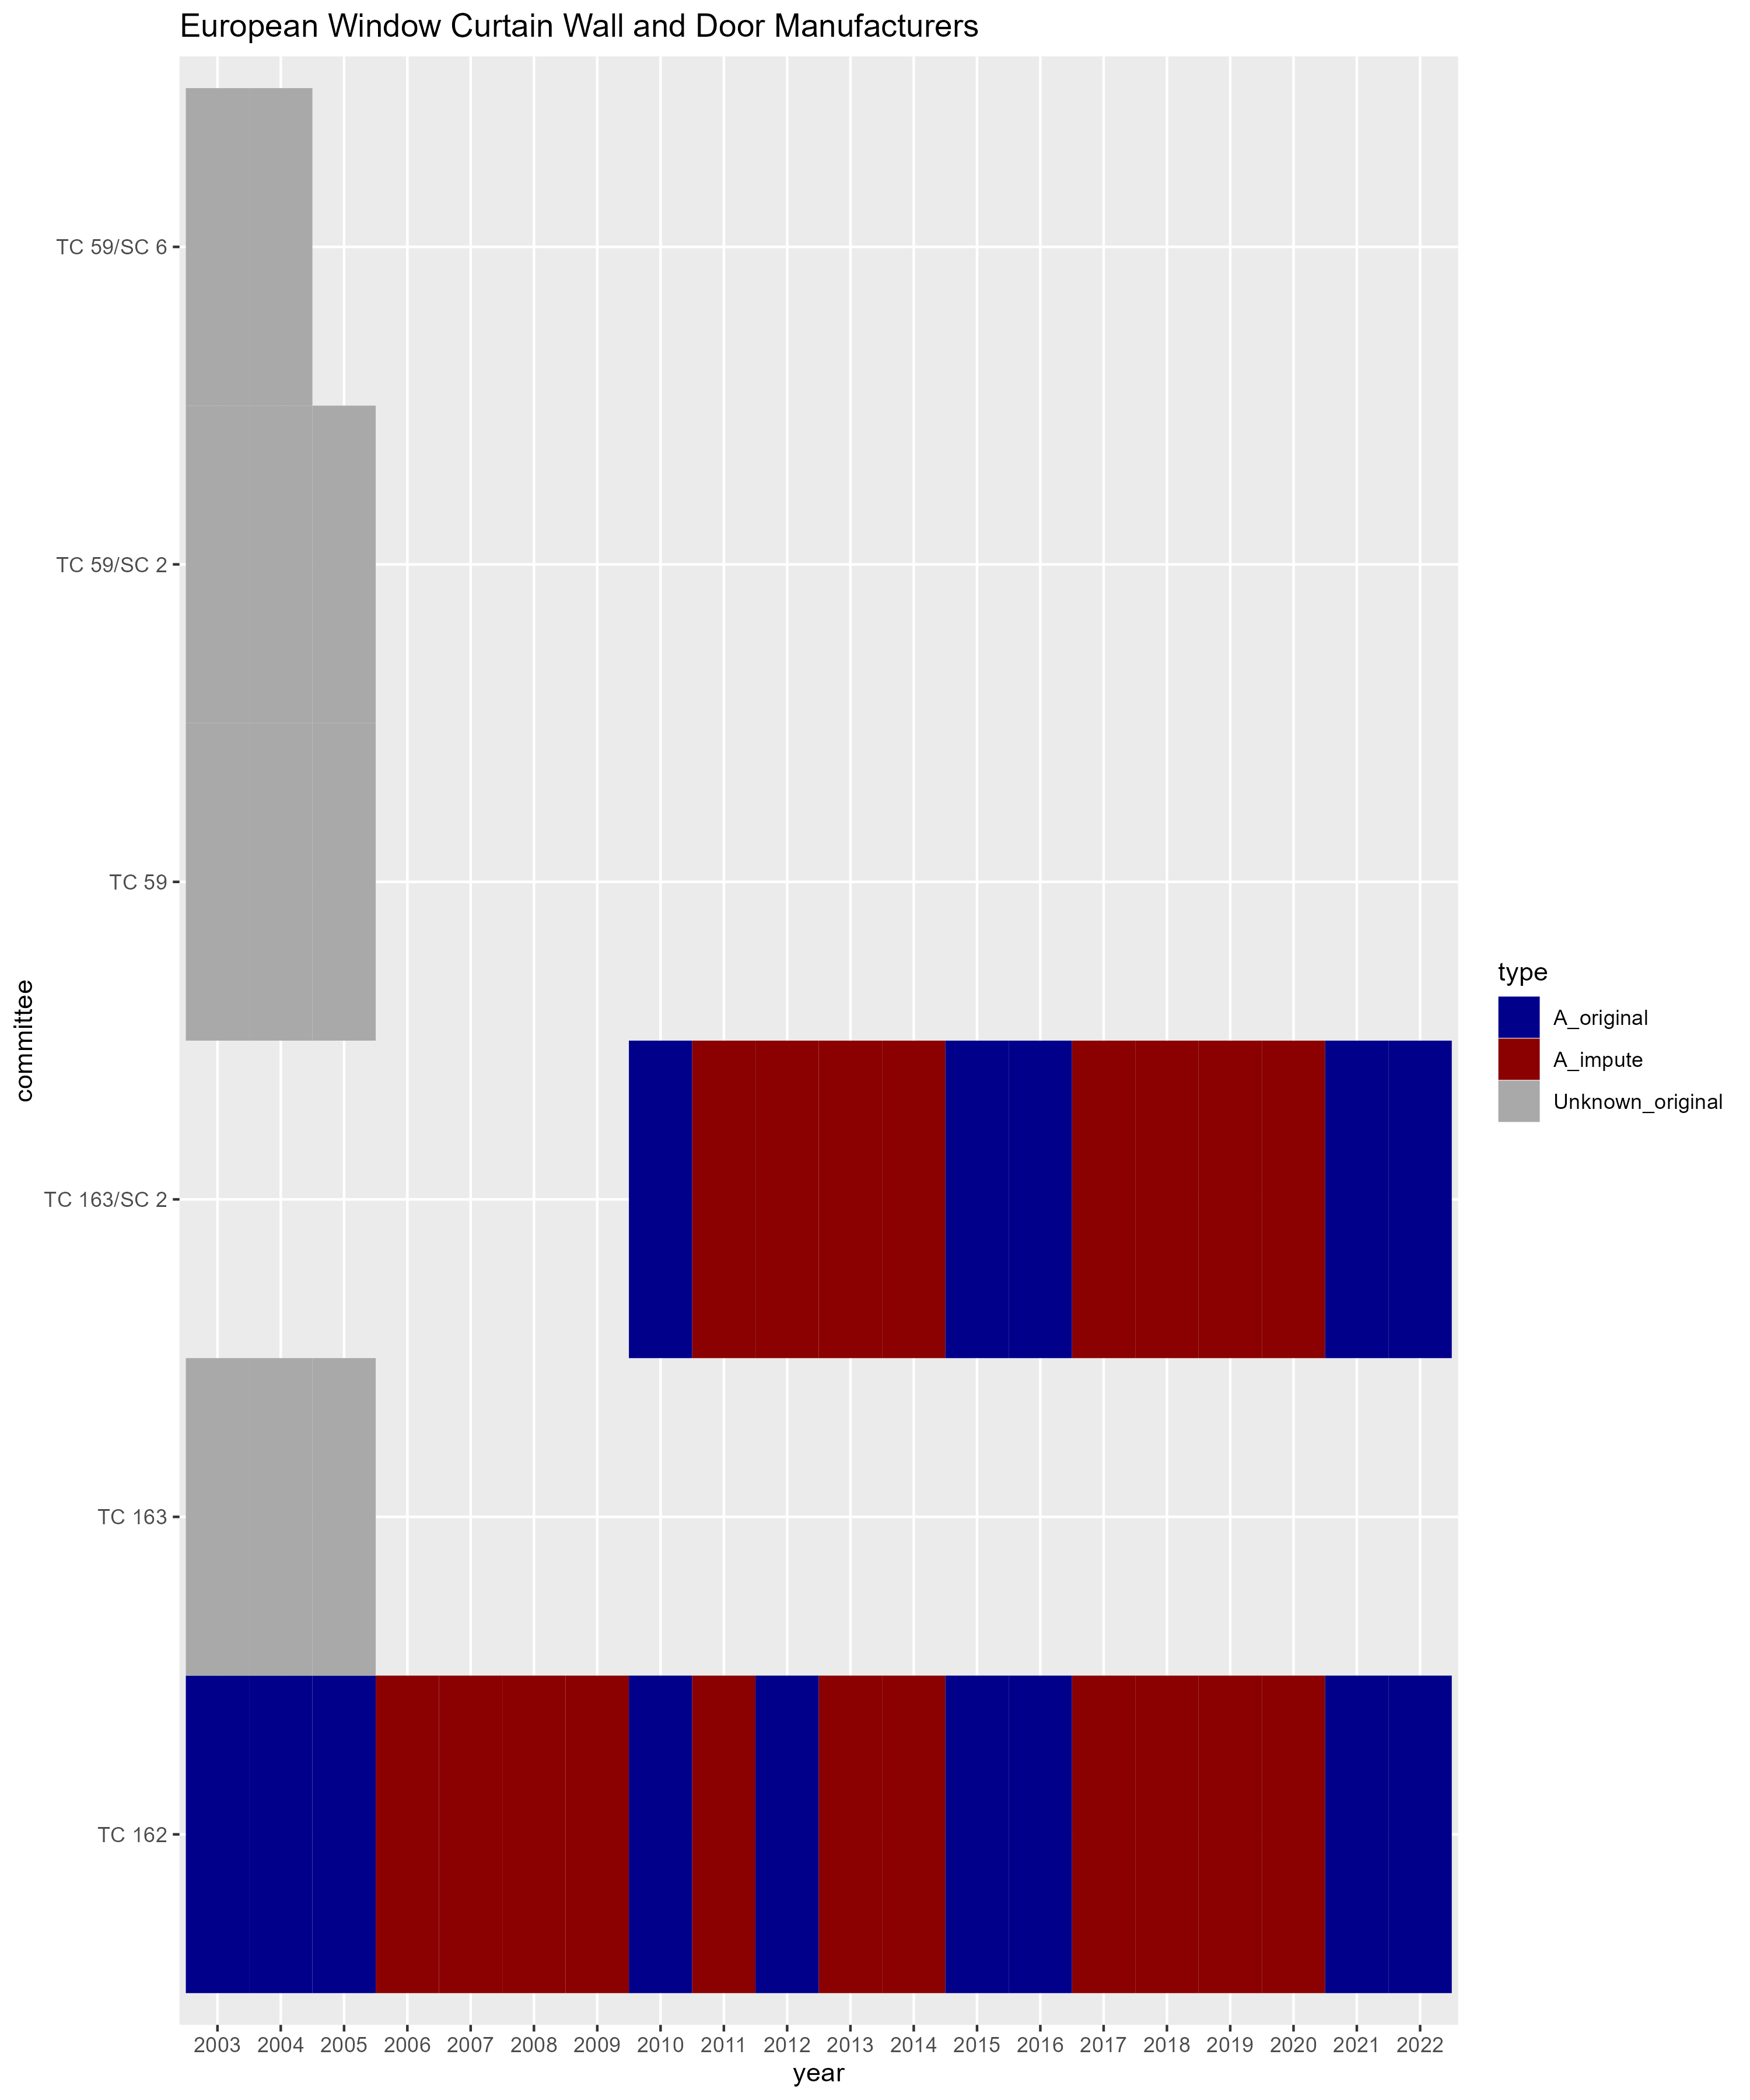 European Window Curtain Wall and Door Manufacturers
committee
TC 59/SC 6
TC 59/SC 2
TC 59
TC 163/SC 2
TC 163
TC 162
2003 2004 2005 2006 2007 2008 2009 2010 2011 2012 2013 2014 2015 2016 2017 2018 2019 2020 2021 2022
year
type
A_original
A_impute
Unknown_original